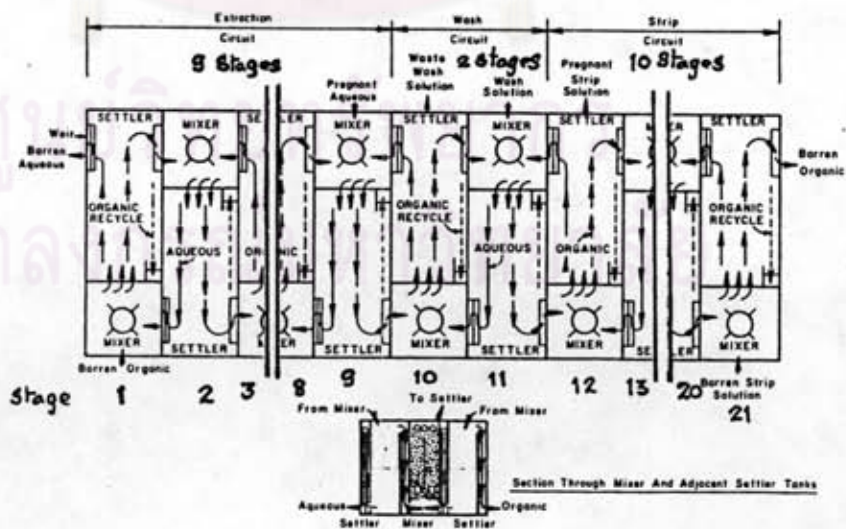 Extraction Wash Strip
Circuit Circuit Circuit
9 Stages 2 Stages 10 Stages
Pregnant Aqueous
Waste Wash Solution
Wash Solution
Pregnant Strip Solution
SETTLER MIXER MIXER SETTLER MIXER SETTLER SETTLER
Weir
Barren Aqueous
Barren Organic
ORGANIC RECYCLE
AQUEOUS
ORGANIC RECYCLE
AQUEOUS
ORGANIC
ORGANIC RECYCLE
MIXER SETTLER SETTLER MIXER SETTLER MIXER MIXER
Barren Organic
Barren Strip Solution
Stage 1 2 3 8 9 10 11 12 13 20 21
To Settler
From Mixer From Mixer
Aqueous Organic
Settler Mixer Settler
Section Through Mixer And Adjacent Settler Tanks